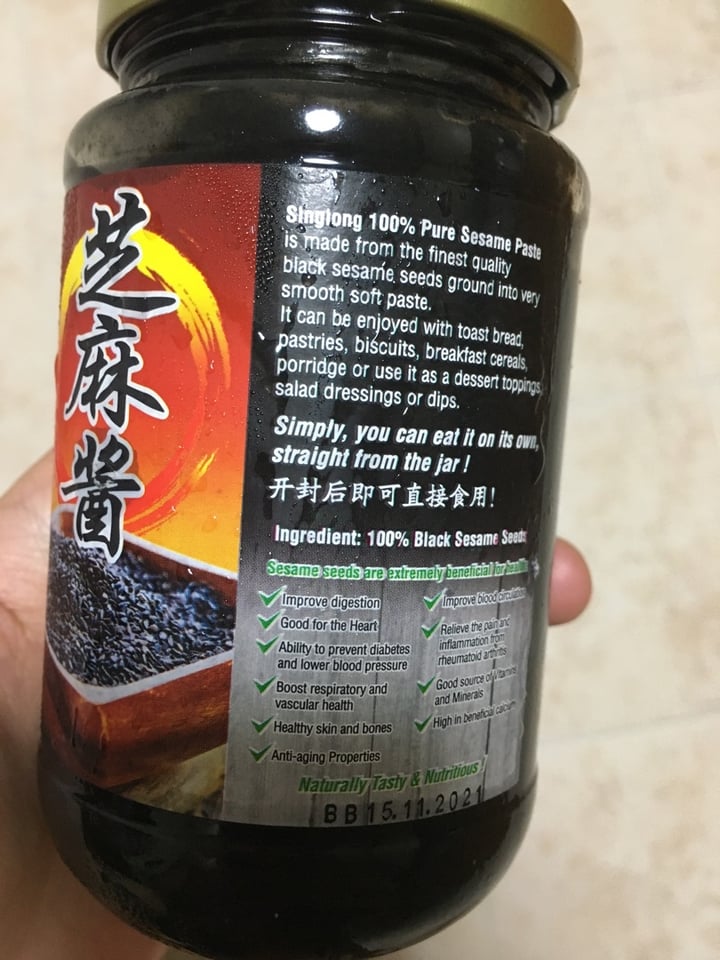 芝麻酱
Singlong 100% Pure Sesame Paste
is made from the finest quality
black sesame seeds ground into very
smooth soft paste.
It can be enjoyed with toast bread,
pastries, biscuits, breakfast cereals,
porridge or use it as a dessert toppings,
salad dressings or dips.
Simply, you can eat it on its own,
straight from the jar !
开封后即可直接食用!
Ingredient: 100% Black Sesame Seeds
Sesame seeds are extremely beneficial for health
Improve digestion
Good for the Heart
Ability to prevent diabetes
and lower blood pressure
Boost respiratory and
vascular health
Healthy skin and bones
Anti-aging Properties
Improve blood circulation
Relieve the pain and
inflammation from
rheumatoid arthritis
Good source of Vitamins
and Minerals
High in beneficial calcium
Naturally Tasty & Nutritious !
BB 15.11.2021